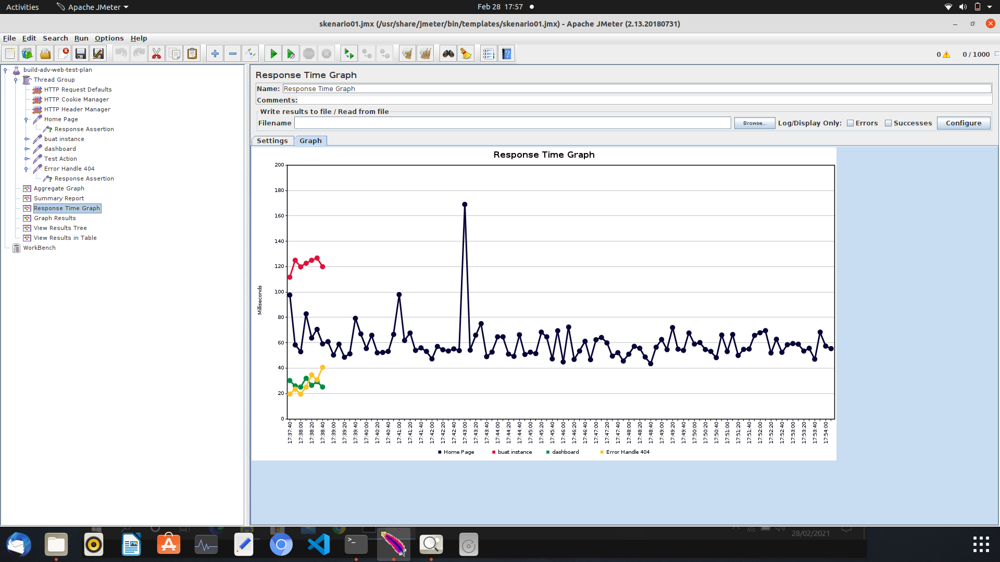 Activities
Apache JMeter
Feb 28 17:57
skenario01.jmx (/usr/share/jmeter/bin/templates/skenario01.jmx) - Apache JMeter (2.13.20180731)
File Edit Search Run Options Help
0
0 / 1000
build-adv-web-test-plan
Thread Group
HTTP Request Defaults
HTTP Cookie Manager
HTTP Header Manager
Home Page
Response Assertion
buat instance
dashboard
Test Action
Error Handle 404
Response Assertion
Aggregate Graph
Summary Report
Response Time Graph
Graph Results
View Results Tree
View Results in Table
WorkBench
Response Time Graph
Name: Response Time Graph
Comments:
Write results to file / Read from file
Filename
Browse...
Log/Display Only: Errors Successes
Configure
Settings Graph
Response Time Graph
200
180
160
140
120
100
80
60
40
20
0
Milliseconds
17:37:40
17:38:00
17:38:20
17:38:40
17:39:00
17:39:20
17:39:40
17:40:00
17:40:20
17:40:40
17:41:00
17:41:20
17:41:40
17:42:00
17:42:20
17:42:40
17:43:00
17:43:20
17:43:40
17:44:00
17:44:20
17:44:40
17:45:00
17:45:20
17:45:40
17:46:00
17:46:20
17:46:40
17:47:00
17:47:20
17:47:40
17:48:00
17:48:20
17:48:40
17:49:00
17:49:20
17:49:40
17:50:00
17:50:20
17:50:40
17:51:00
17:51:20
17:51:40
17:52:00
17:52:20
17:52:40
17:53:00
17:53:20
17:53:40
17:54:00
Home Page
buat instance
dashboard
Error Handle 404
28/02/2021